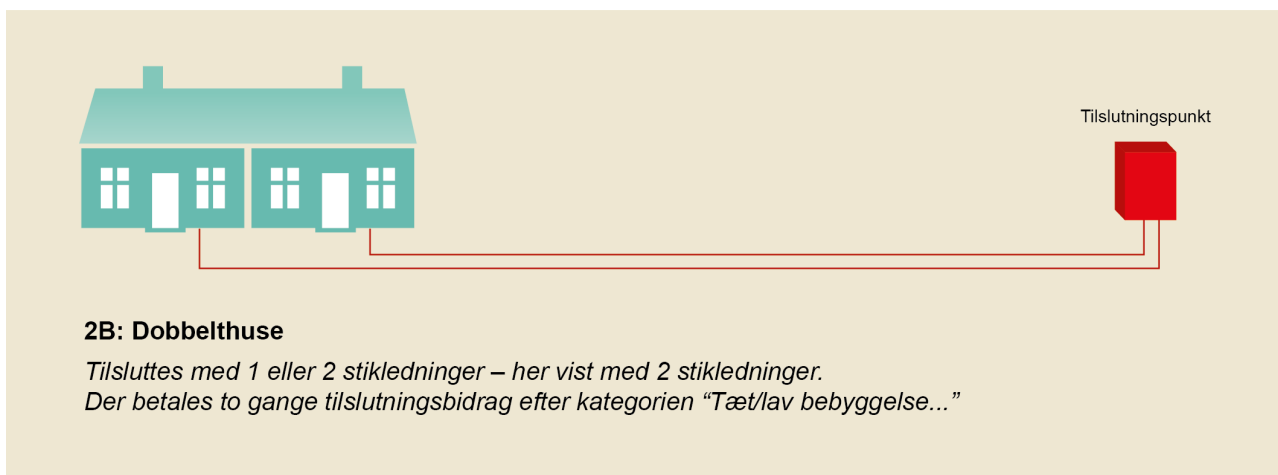 Tilslutningspunkt
2B: Dobbelthuse
Tilsluttes med 1 eller 2 stikledninger – her vist med 2 stikledninger.
Der betales to gange tilslutningsbidrag efter kategorien “Tæt/lav bebyggelse...”